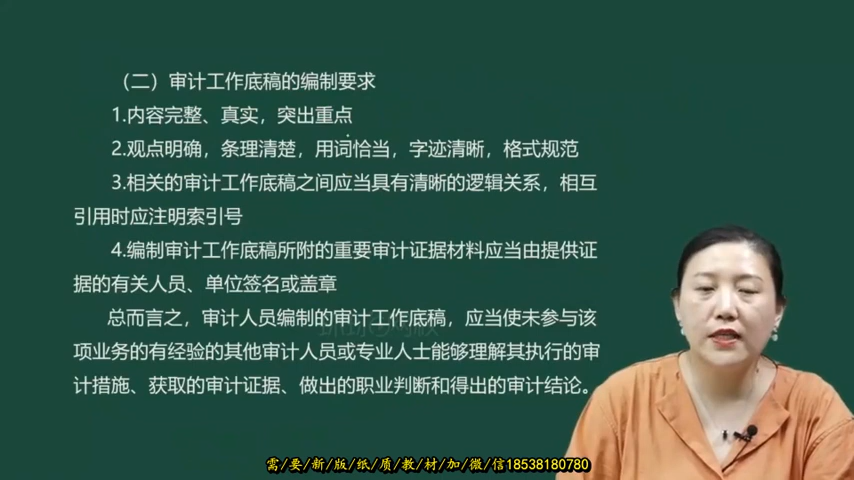 （二）审计工作底稿的编制要求
1.内容完整、真实，突出重点
2.观点明确，条理清楚，用词恰当，字迹清晰，格式规范
3.相关的审计工作底稿之间应当具有清晰的逻辑关系，相互
引用时应注明索引号
4.编制审计工作底稿所附的重要审计证据材料应当由提供证
据的有关人员、单位签名或盖章
总而言之，审计人员编制的审计工作底稿，应当使未参与该
项业务的有经验的其他审计人员或专业人士能够理解其执行的审
计措施、获取的审计证据、做出的职业判断和得出的审计结论。
需/要/新/版/纸/质/教/材/加/微/信18538180780